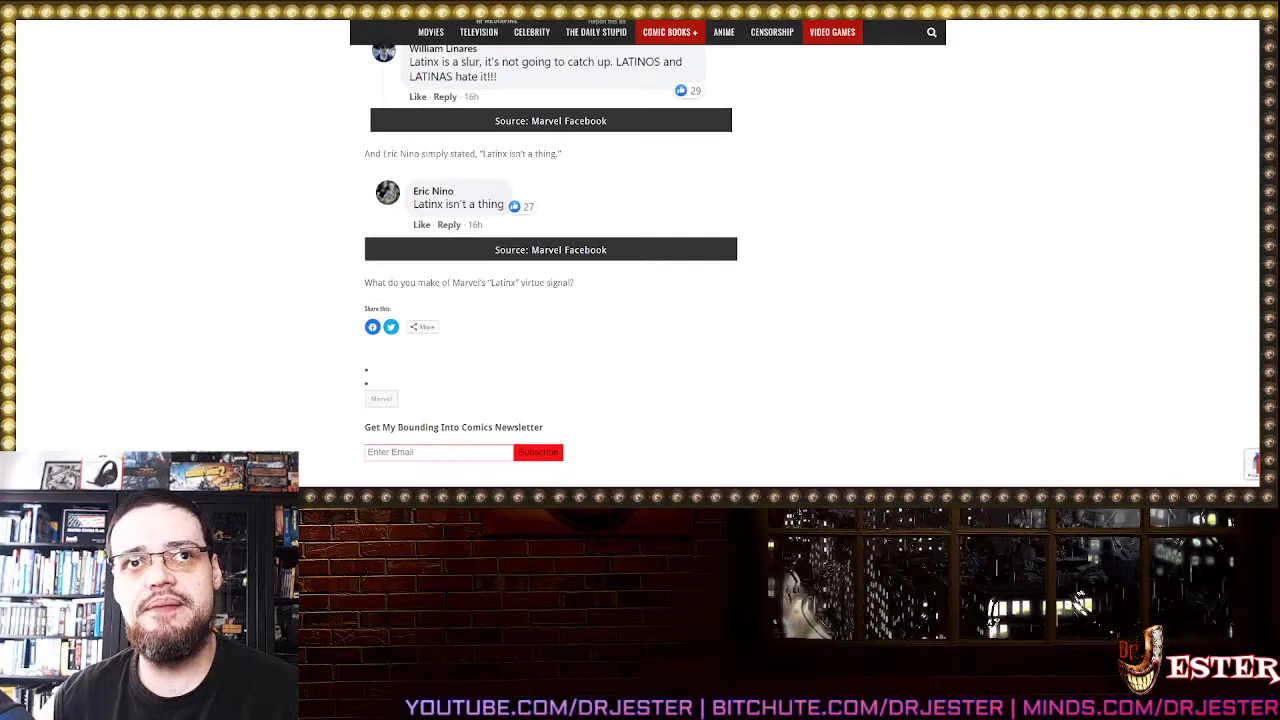 Report this ad
MOVIES TELEVISION CELEBRITY THE DAILY STUPID COMIC BOOKS + ANIME CENSORSHIP VIDEO GAMES
William Linares
Latinx is a slur, it's not going to catch up. LATINOS and
LATINAS hate it!!!
29
Like · Reply · 16h
Source: Marvel Facebook
And Eric Nino simply stated, “Latinx isn’t a thing.”
Eric Nino
Latinx isn't a thing
27
Like · Reply · 16h
Source: Marvel Facebook
What do you make of Marvel’s “Latinx” virtue signal?
Share this:
More
Marvel
Get My Bounding Into Comics Newsletter
Enter Email
Subscribe
Dr JESTER
YOUTUBE.COM/DRJESTER | BITCHUTE.COM/DRJESTER | MINDS.COM/DRJESTER